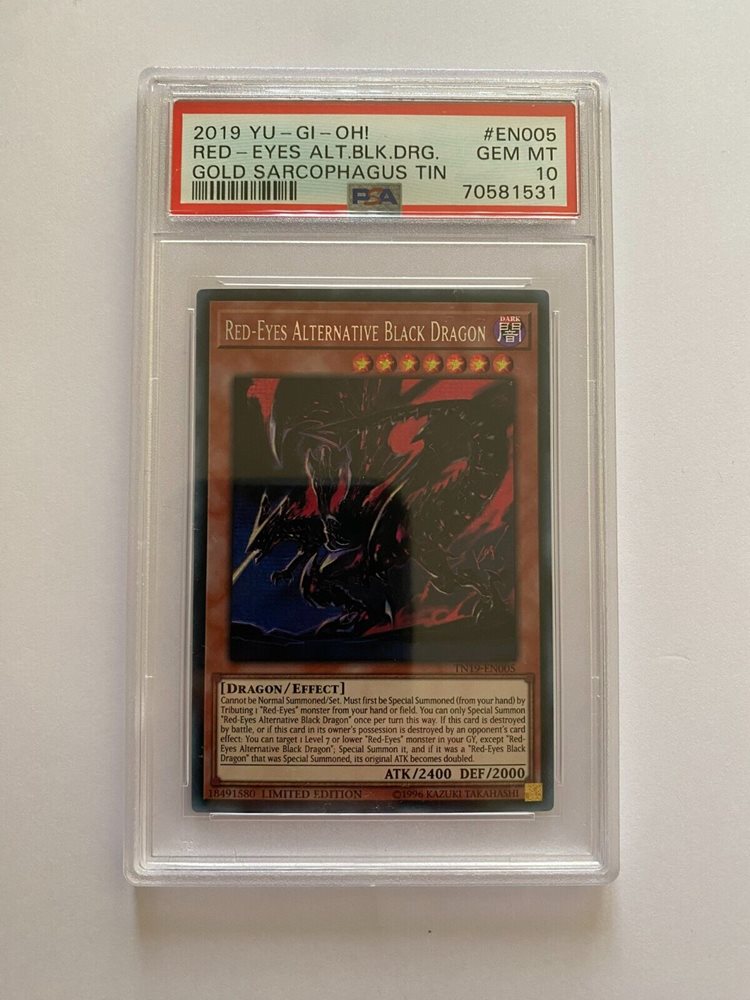 2019 YU-GI-OH! #EN005
RED-EYES ALT.BLK.DRG. GEM MT
GOLD SARCOPHAGUS TIN 10
PSA 70581531
RED-EYES ALTERNATIVE BLACK DRAGON DARK
闇
TN19-EN005
[DRAGON/EFFECT]
Cannot be Normal Summoned/Set. Must first be Special Summoned (from your hand) by
Tributing 1 "Red-Eyes" monster from your hand or field. You can only Special Summon
"Red-Eyes Alternative Black Dragon" once per turn this way. If this card is destroyed
by battle, or if this card in its owner's possession is destroyed by an opponent's card
effect: You can target 1 Level 7 or lower "Red-Eyes" monster in your GY, except "Red-
Eyes Alternative Black Dragon"; Special Summon it, and if it was a "Red-Eyes Black
Dragon" that was Special Summoned, its original ATK becomes doubled.
ATK/2400 DEF/2000
18491580 LIMITED EDITION ©1996 KAZUKI TAKAHASHI